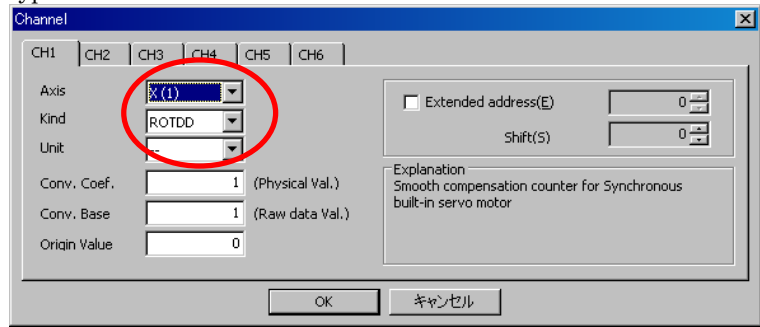 Channel
CH1 CH2 CH3 CH4 CH5 CH6
Axis X (1)
Kind ROTDD
Unit --
Conv. Coef. 1 (Physical Val.)
Conv. Base 1 (Raw data Val.)
Origin Value 0
Extended address(E) 0
Shift(S) 0
Explanation
Smooth compensation counter for Synchronous
built-in servo motor
OK キャンセル